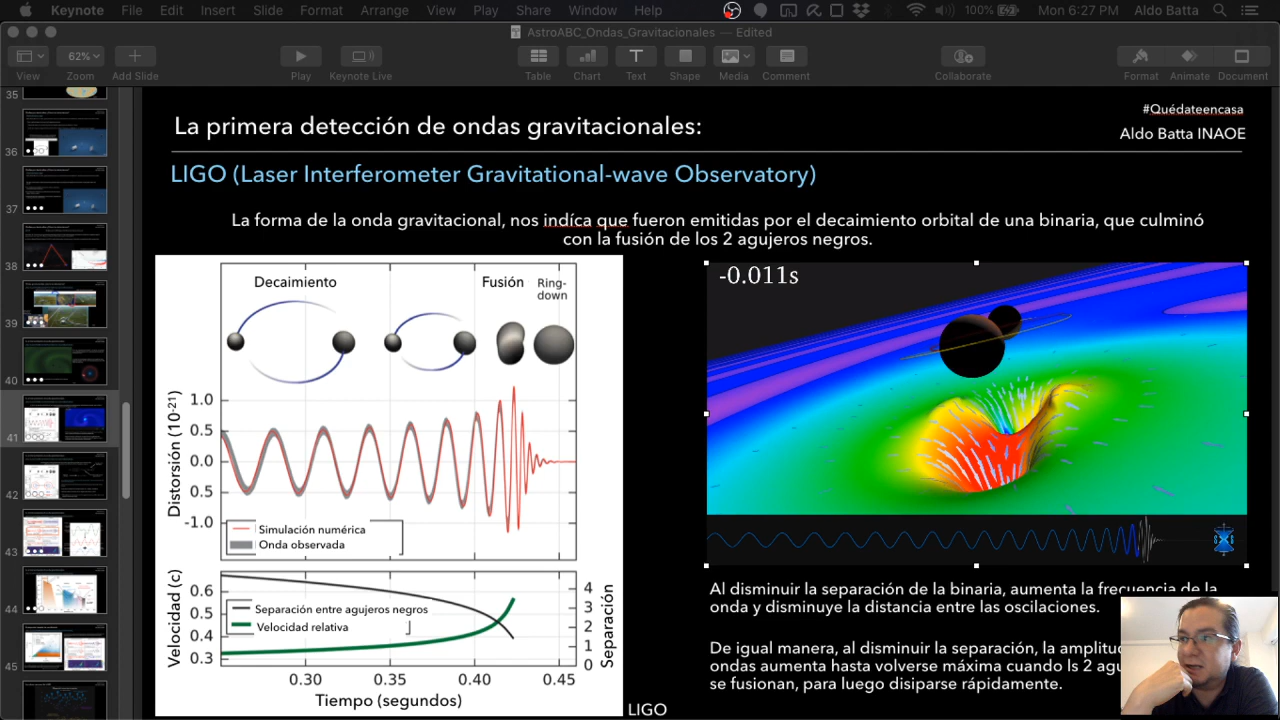 Keynote File Edit Insert Slide Format Arrange View Play Share Window Help 100% Mon 6:27 PM Aldo Batta
AstroABC_Ondas_Gravitacionales — Edited
62%
View Zoom Add Slide Play Keynote Live Table Chart Text Shape Media Comment Collaborate Format Animate Document
35
36
37
38
39
40
41
42
43
44
45
#Quédateencasa
La primera detección de ondas gravitacionales:
Aldo Batta INAOE
LIGO (Laser Interferometer Gravitational-wave Observatory)
La forma de la onda gravitacional, nos indíca que fueron emitidas por el decaimiento orbital de una binaria, que culminó
con la fusión de los 2 agujeros negros.
Decaimiento
Fusión
Ring-
down
Distorsión (10-21)
1.0
0.5
0.0
0.5
-1.0
Simulación numérica
Onda observada
Velocidad (c)
0.6
0.5
0.4
0.3
Separación entre agujeros negros
Velocidad relativa
4
3
2
1
0
Separación
0.30 0.35 0.40 0.45
Tiempo (segundos)
LIGO
-0.011s
Al disminuir la separación de la binaria, aumenta la frecuencia de la
onda y disminuye la distancia entre las oscilaciones.
De igual manera, al disminuir la separación, la
ondas aumenta hasta volverse máxima cuando ls 2
se fusionan, para luego disiparse rápidamente.